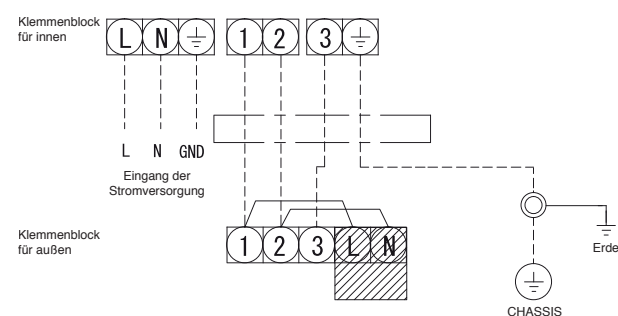 Klemmenblock
für innen
L N 1 2 3
L N GND
Eingang der
Stromversorgung
Klemmenblock
für außen
1 2 3 L N
Erde
CHASSIS